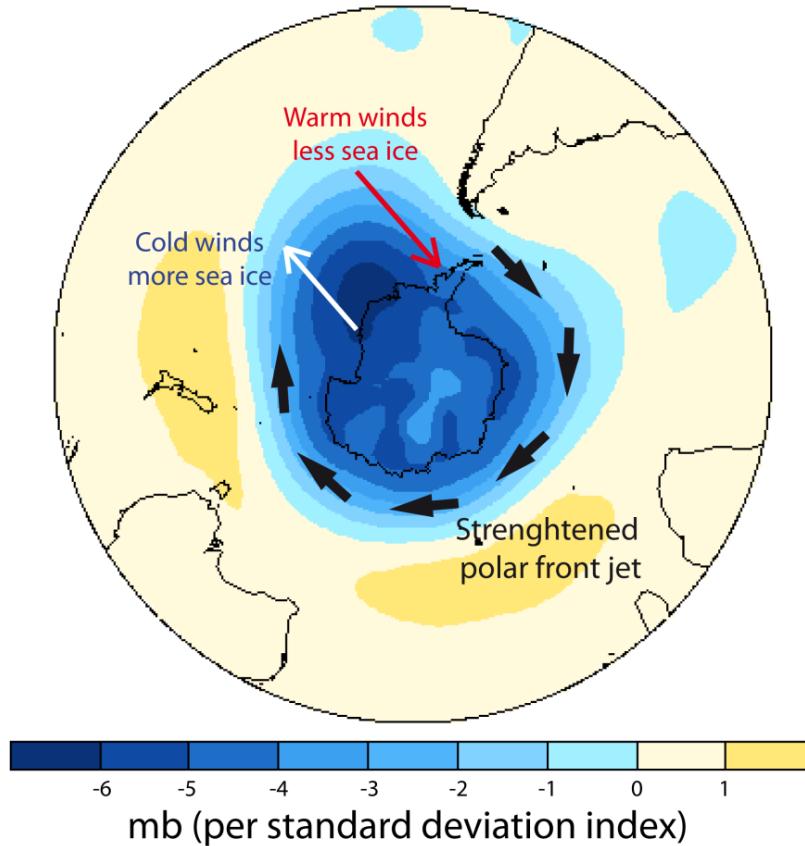 Warm winds
less sea ice
Cold winds
more sea ice
Strenghtened
polar front jet
-6 -5 -4 -3 -2 -1 0 1
mb (per standard deviation index)